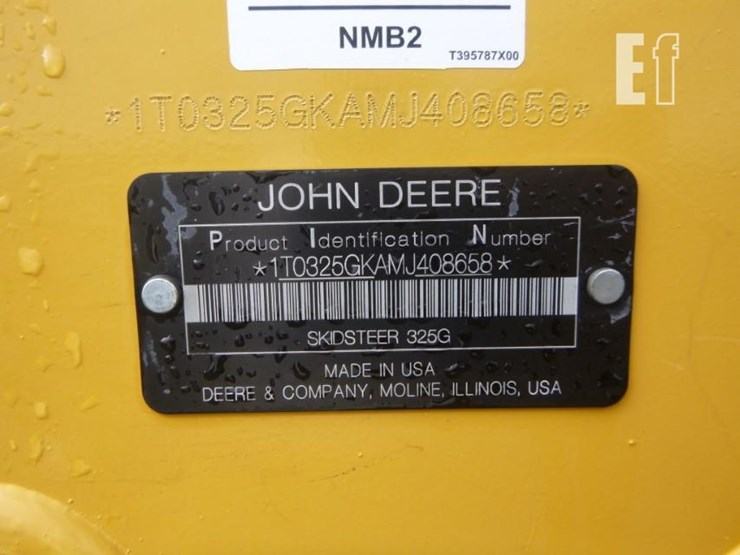 NMB2
T395787X00
Ef
*1T0325GKAMJ408658*
JOHN DEERE
Product Identification Number
*1T0325GKAMJ408658*
SKIDSTEER 325G
MADE IN USA
DEERE & COMPANY, MOLINE, ILLINOIS, USA